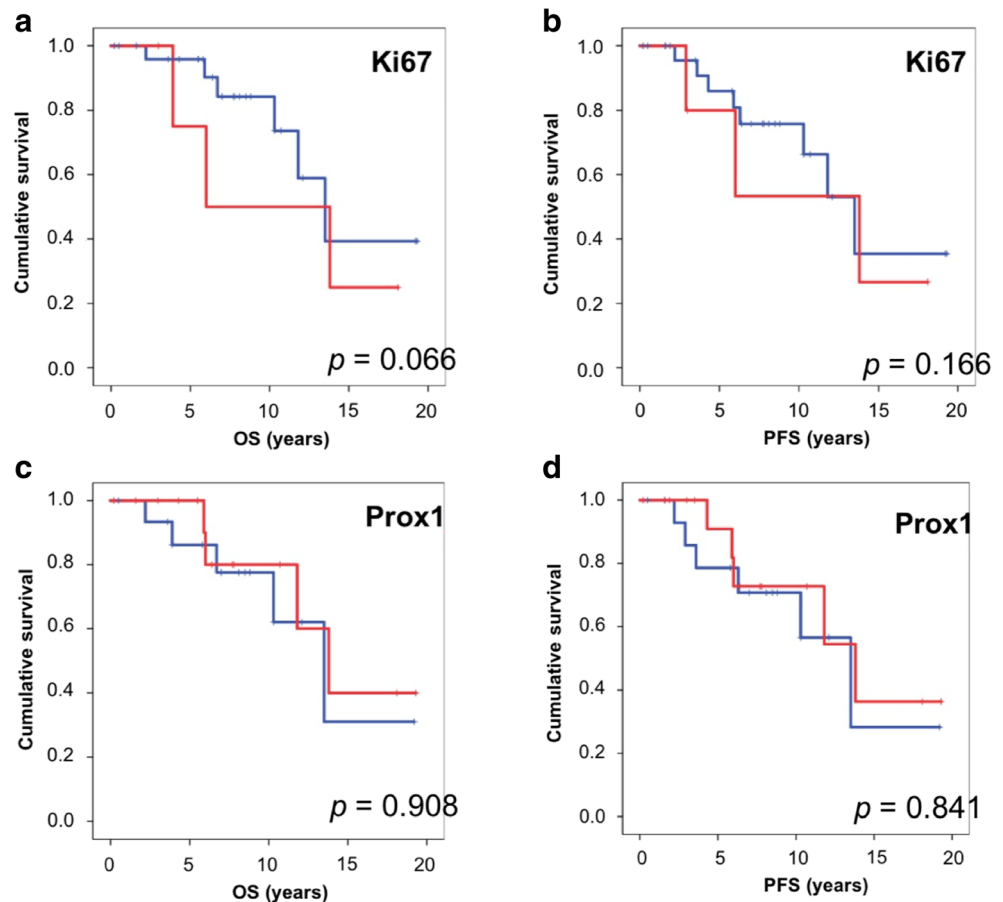 a
Ki67
Cumulative survival
1.0
0.8
0.6
0.4
0.2
0.0
p = 0.066
0 5 10 15 20
OS (years)
b
Ki67
Cumulative survival
1.0
0.8
0.6
0.4
0.2
0.0
p = 0.166
0 5 10 15 20
PFS (years)
c
Prox1
Cumulative survival
1.0
0.8
0.6
0.4
0.2
0.0
p = 0.908
0 5 10 15 20
OS (years)
d
Prox1
Cumulative survival
1.0
0.8
0.6
0.4
0.2
0.0
p = 0.841
0 5 10 15 20
PFS (years)